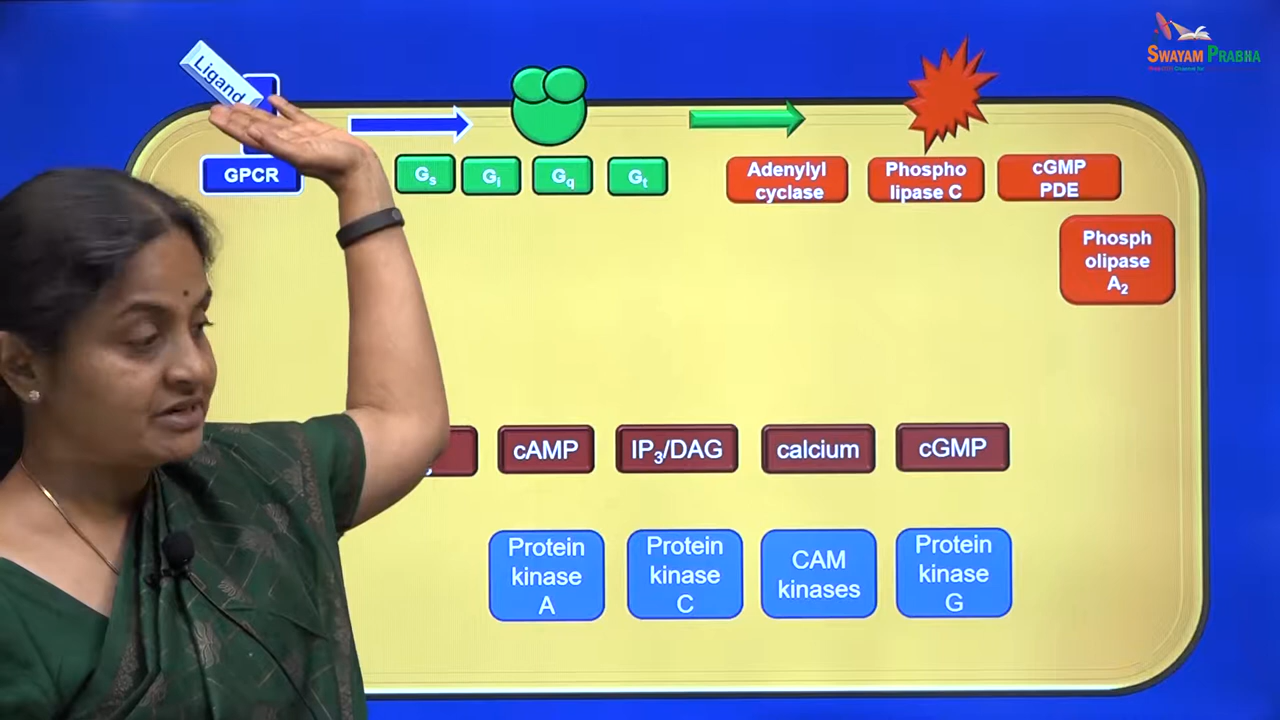 SWAYAM PRABHA
Ligand
GPCR
Gs
Gi
Gq
Gt
Adenylyl
cyclase
Phospho
lipase C
cGMP
PDE
Phosph
olipase
A2
cAMP
IP3/DAG
calcium
cGMP
Protein
kinase
A
Protein
kinase
C
CAM
kinases
Protein
kinase
G